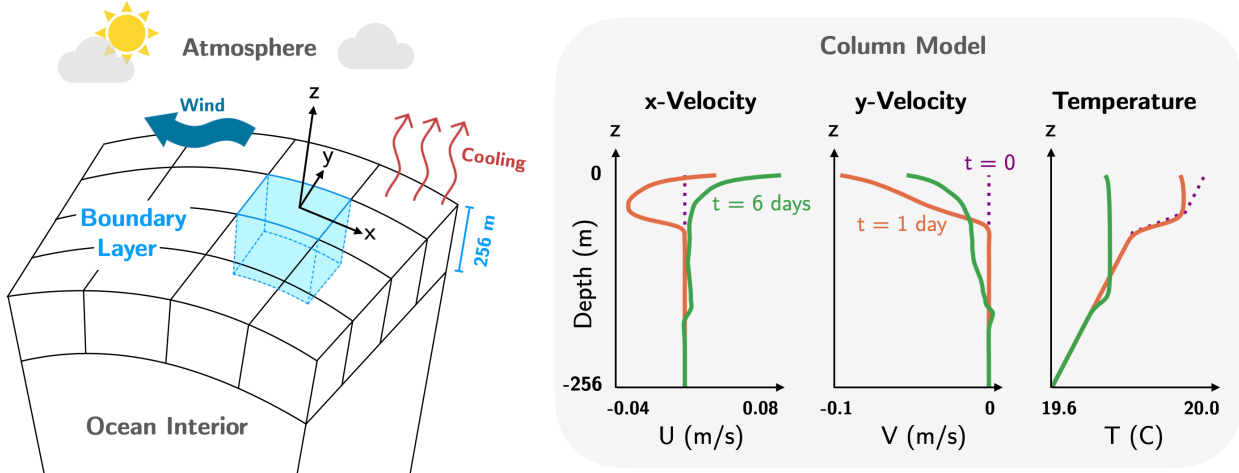 Atmosphere
Wind
z
y
x
Cooling
Boundary
Layer
256 m
Ocean Interior
Column Model
x-Velocity
y-Velocity
Temperature
z
z
z
0
t = 6 days
t = 1 day
t = 0
Depth (m)
-256
-0.04
0.08
-0.1
0
19.6
20.0
U (m/s)
V (m/s)
T (C)